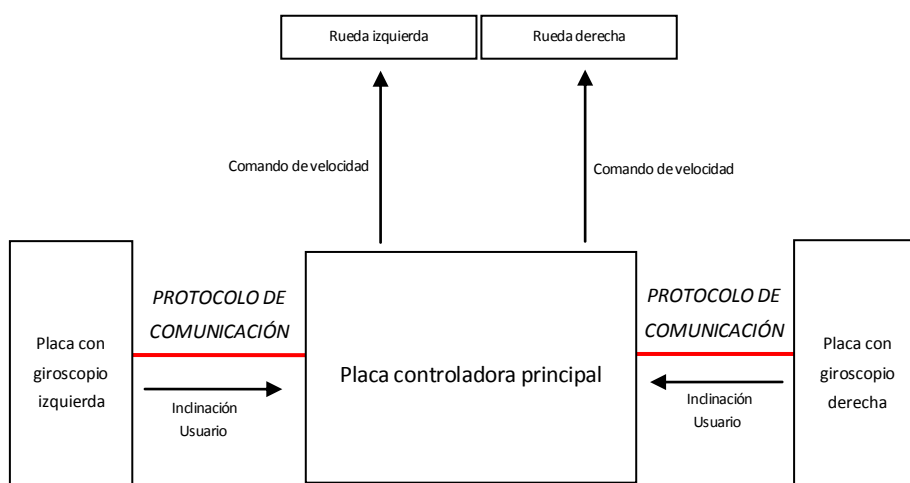 Rueda izquierda
Rueda derecha
Comando de velocidad
Comando de velocidad
PROTOCOLO DE
COMUNICACIÓN
PROTOCOLO DE
COMUNICACIÓN
Placa con
giroscopio
izquierda
Placa controladora principal
Placa con
giroscopio
derecha
Inclinación
Usuario
Inclinación
Usuario